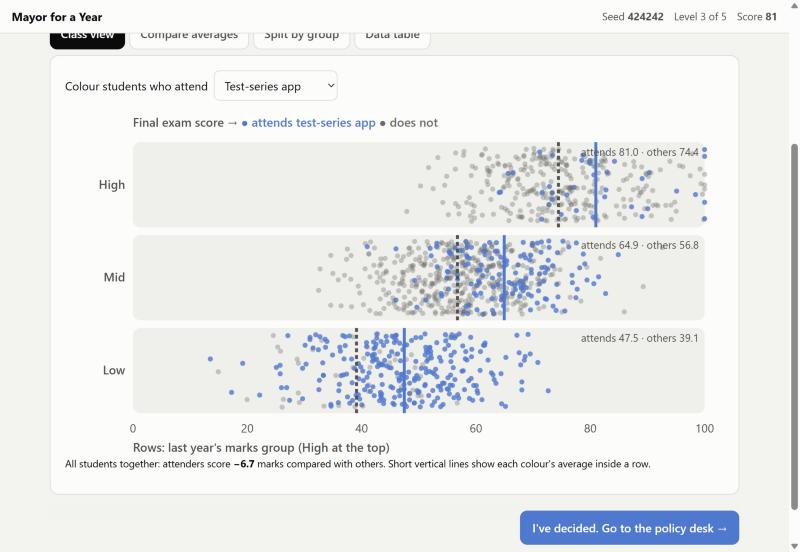 Mayor for a Year
Seed 424242 Level 3 of 5 Score 81
Class view Compare averages Split by group Data table
Colour students who attend Test-series app
Final exam score → ● attends test-series app ● does not
attends 81.0 · others 74.4
High
attends 64.9 · others 56.8
Mid
attends 47.5 · others 39.1
Low
0 20 40 60 80 100
Rows: last year's marks group (High at the top)
All students together: attenders score −6.7 marks compared with others. Short vertical lines show each colour's average inside a row.
I've decided. Go to the policy desk →